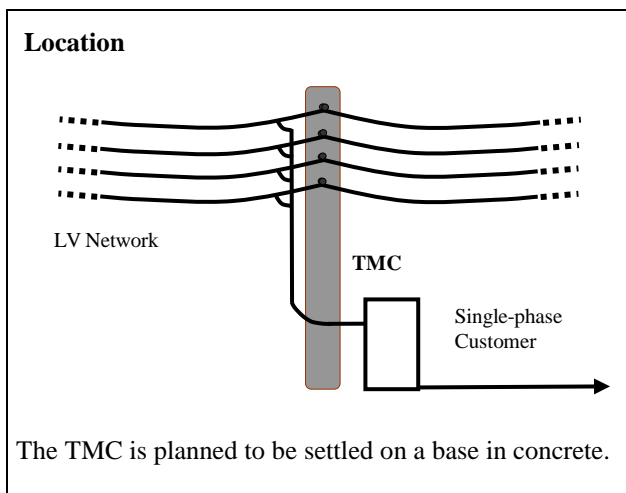 Location
LV Network
TMC
Single-phase
Customer
The TMC is planned to be settled on a base in concrete.